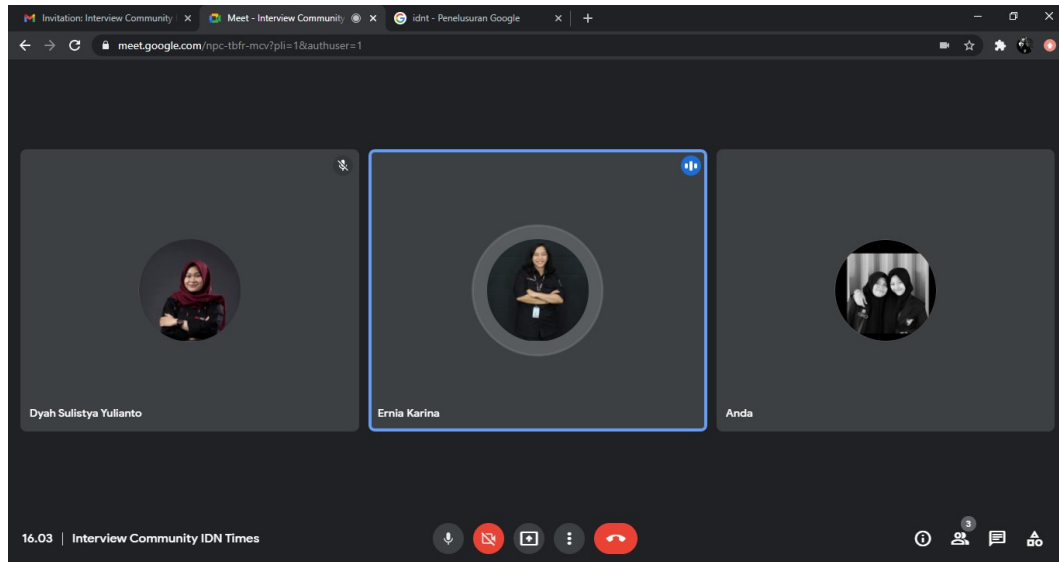 Invitation: Interview Community
Meet - Interview Community
idnt - Penelusuran Google
meet.google.com/npc-tbfr-mcv?pli=1&authuser=1
Dyah Sulistya Yulianto
Ernia Karina
Anda
3
16.03 | Interview Community IDN Times